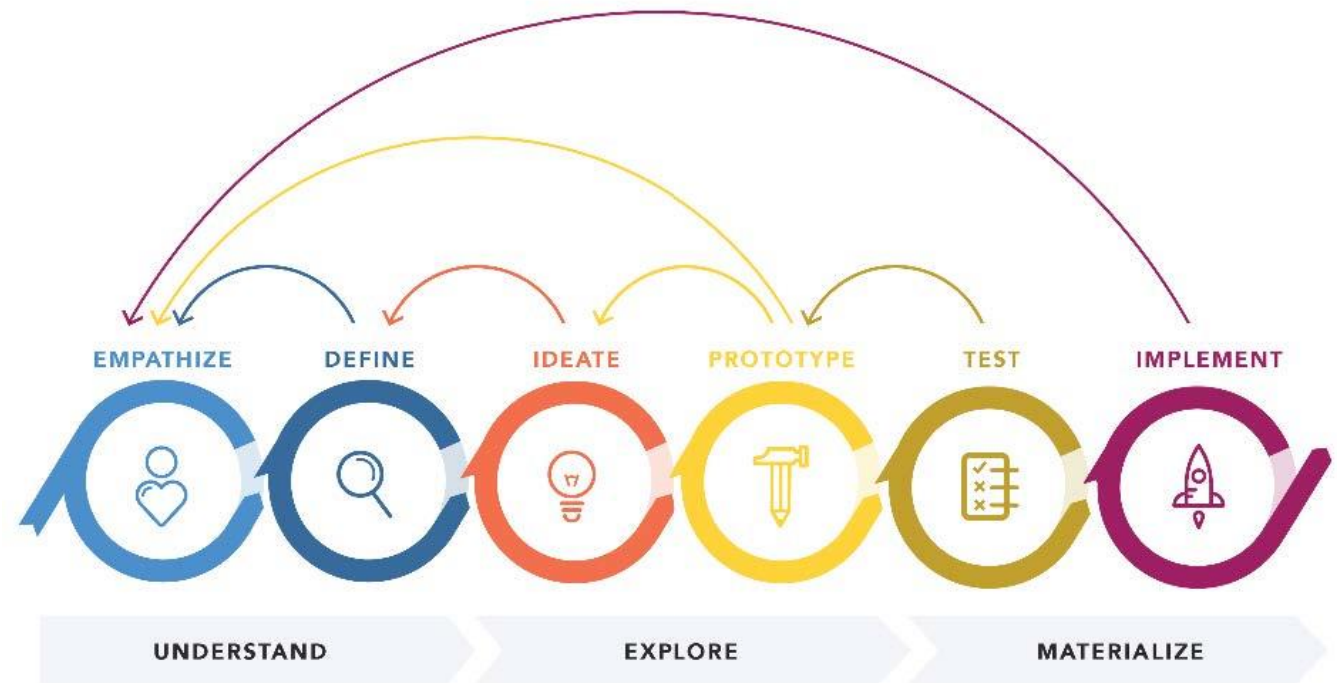 EMPATHIZE DEFINE IDEATE PROTOTYPE TEST IMPLEMENT
UNDERSTAND EXPLORE MATERIALIZE